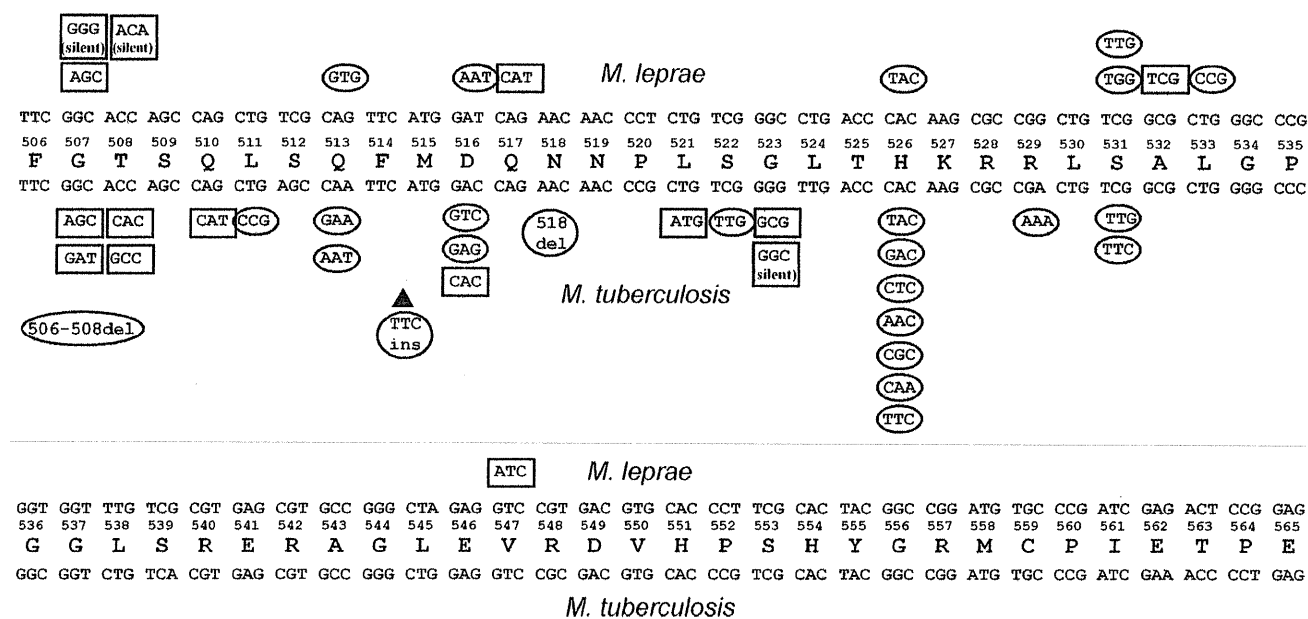 GGG ACA
(silent) (silent)
AGC GTG AAT CAT M. leprae TAC TTG
TGG TCG CCG
TTC GGC ACC AGC CAG CTG TCG CAG TTC ATG GAT CAG AAC AAC CCT CTG TCG GGC CTG ACC CAC AAG CGC CGG CTG TCG GCG CTG GGC CCG
506 507 508 509 510 511 512 513 514 515 516 517 518 519 520 521 522 523 524 525 526 527 528 529 530 531 532 533 534 535
F G T S Q L S Q F M D Q N N P L S G L T H K R R L S A L G P
TTC GGC ACC AGC CAG CTG AGC CAA TTC ATG GAC CAG AAC AAC CCG CTG TCG GGG TTG ACC CAC AAG CGC CGA CTG TCG GCG CTG GGG CCC
AGC CAC CAT CCG GAA GTC 518 del ATG TTG GCG TAC AAA TTG
GAT GCC AAT GAG GGC silent) GAC TTC
CAC M. tuberculosis CTC
506-508del TTC ins AAC
CGC
CAA
TTC
ATC M. leprae
GGT GGT TTG TCG CGT GAG CGT GCC GGG CTA GAG GTC CGT GAC GTG CAC CCT TCG CAC TAC GGC CGG ATG TGC CCG ATC GAG ACT CCG GAG
536 537 538 539 540 541 542 543 544 545 546 547 548 549 550 551 552 553 554 555 556 557 558 559 560 561 562 563 564 565
G G L S R E R A G L E V R D V H P S H Y G R M C P I E T P E
GGC GGT CTG TCA CGT GAG CGT GCC GGG CTG GAG GTC CGC GAC GTG CAC CCG TCG CAC TAC GGC CGG ATG TGC CCG ATC GAA ACC CCT GAG
M. tuberculosis